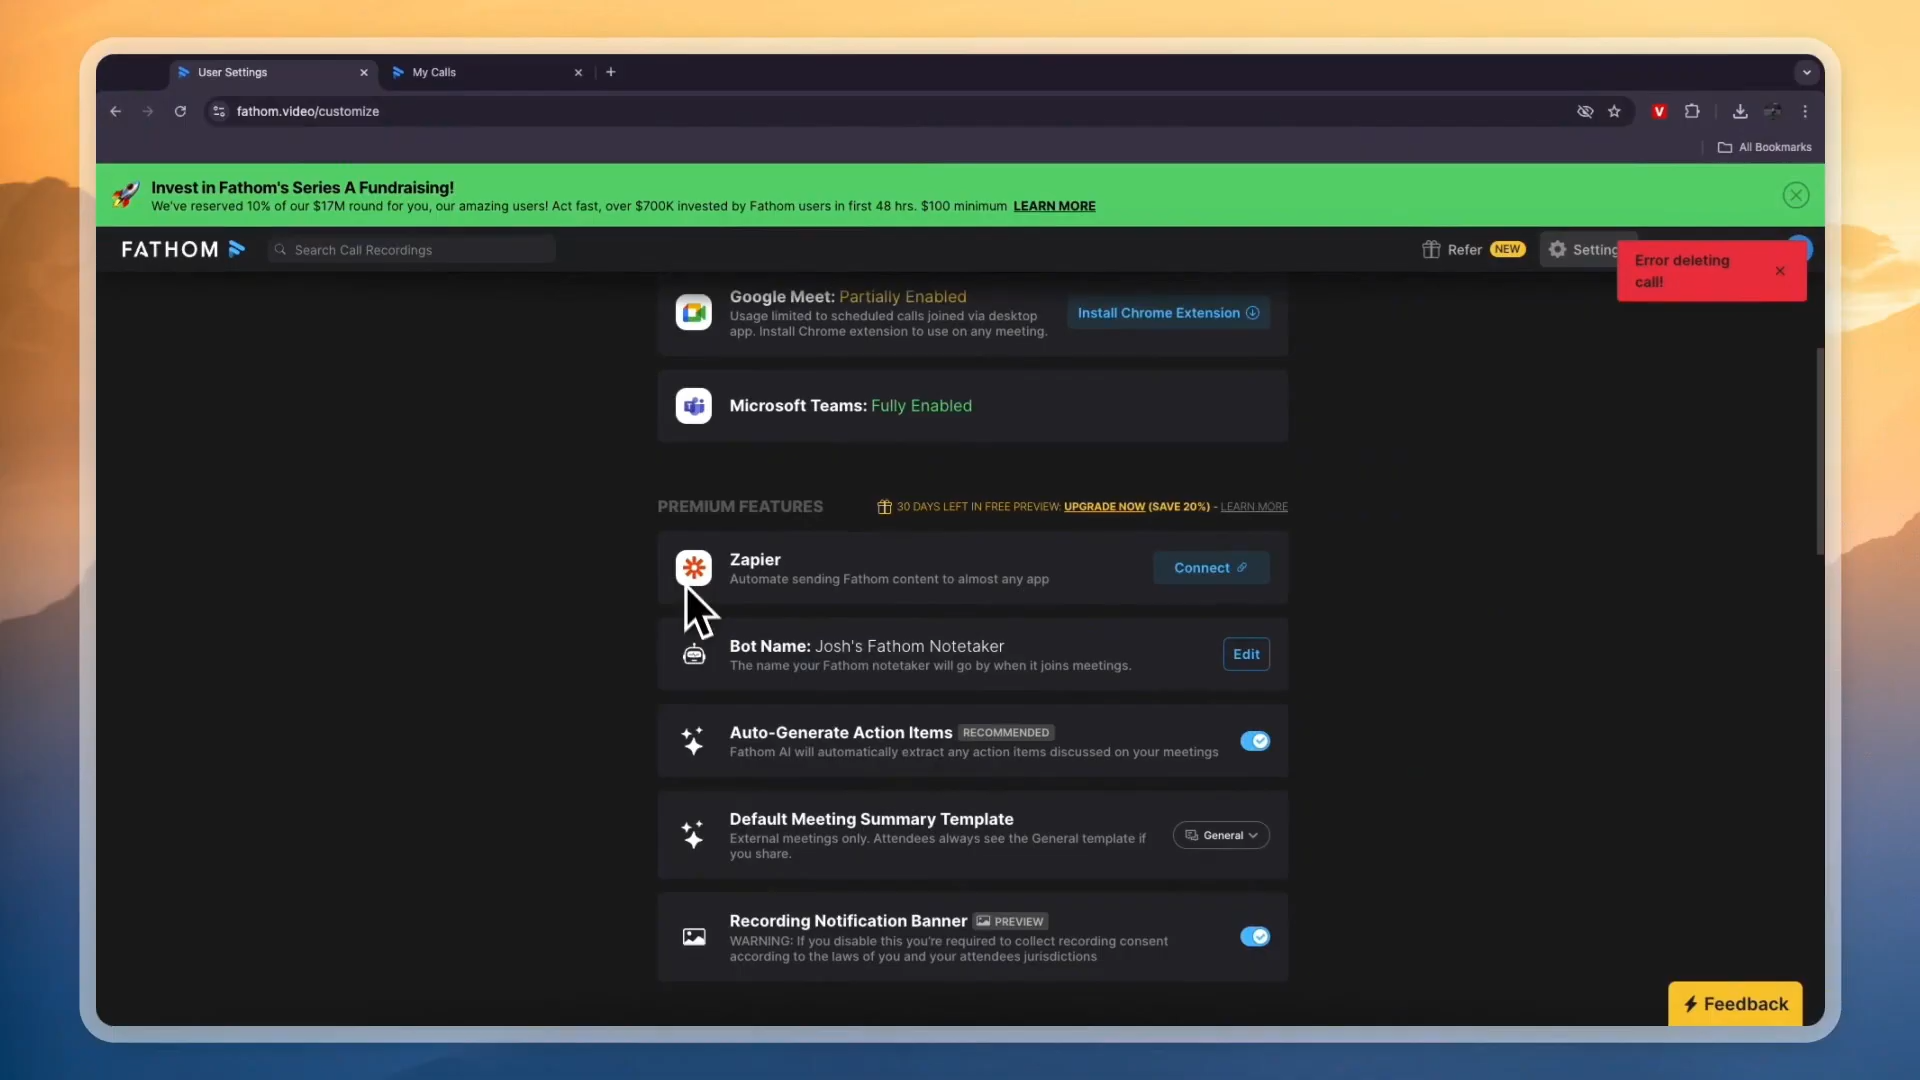 User Settings
My Calls
fathom.video/customize
All Bookmarks
Invest in Fathom's Series A Fundraising!
We've reserved 10% of our $17M round for you, our amazing users! Act fast, over $700K invested by Fathom users in first 48 hrs. $100 minimum LEARN MORE
FATHOM
Search Call Recordings
Refer NEW
Setting
Error deleting
call!
Google Meet: Partially Enabled
Usage limited to scheduled calls joined via desktop
app. Install Chrome extension to use on any meeting.
Install Chrome Extension
Microsoft Teams: Fully Enabled
PREMIUM FEATURES
30 DAYS LEFT IN FREE PREVIEW: UPGRADE NOW (SAVE 20%) - LEARN MORE
Zapier
Automate sending Fathom content to almost any app
Connect
Bot Name: Josh's Fathom Notetaker
The name your Fathom notetaker will go by when it joins meetings.
Edit
Auto-Generate Action Items RECOMMENDED
Fathom AI will automatically extract any action items discussed on your meetings
Default Meeting Summary Template
External meetings only. Attendees always see the General template if
you share.
General
Recording Notification Banner PREVIEW
WARNING: If you disable this you're required to collect recording consent
according to the laws of you and your attendees jurisdictions
Feedback